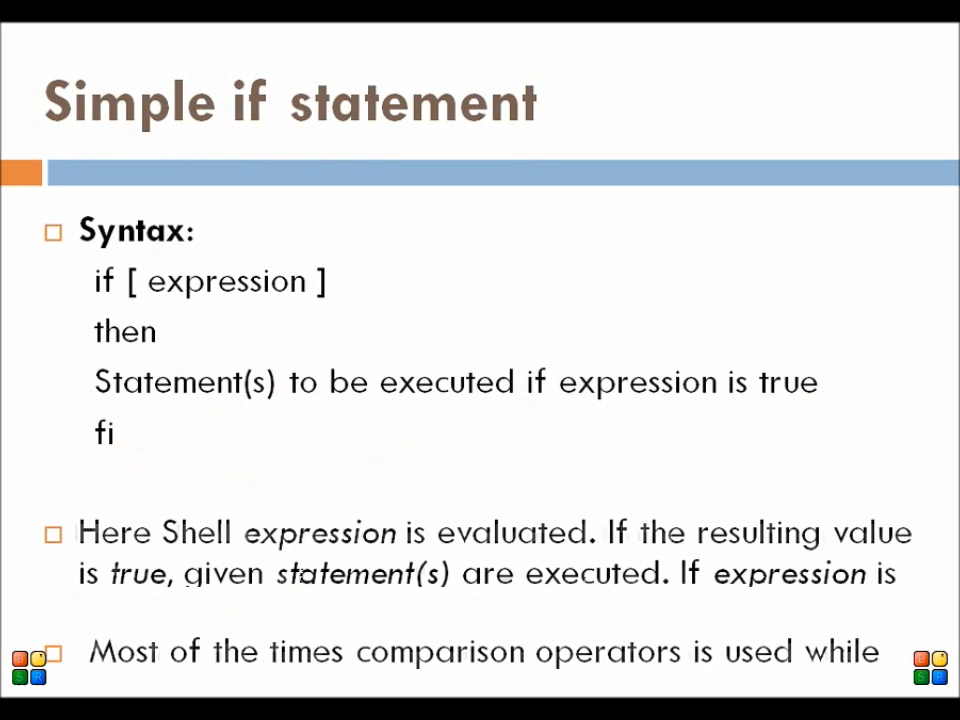 Simple if statement
Syntax:
if [ expression ]
then
Statement(s) to be executed if expression is true
fi
Here Shell expression is evaluated. If the resulting value
is true, given statement(s) are executed. If expression is
Most of the times comparison operators is used while